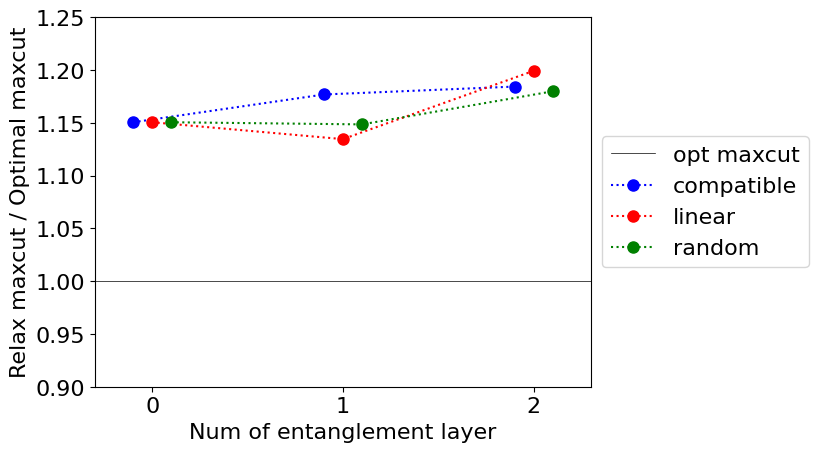 Relax maxcut / Optimal maxcut
1.25
1.20
1.15
1.10
1.05
1.00
0.95
0.90
0
1
2
Num of entanglement layer
opt maxcut
compatible
linear
random